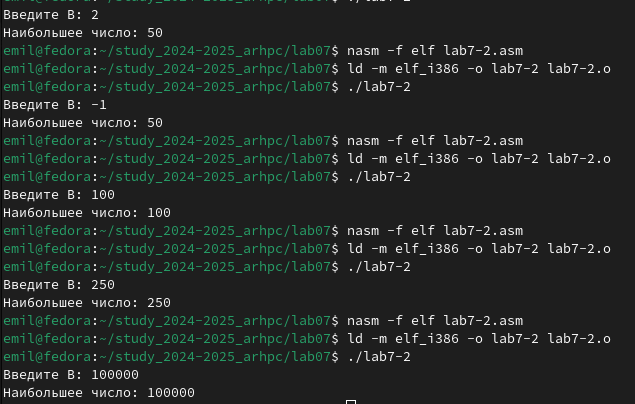 ./lab7-2
Введите B: 2
Наибольшее число: 50
emil@fedora:~/study_2024-2025_arhpc/lab07$ nasm -f elf lab7-2.asm
emil@fedora:~/study_2024-2025_arhpc/lab07$ ld -m elf_i386 -o lab7-2 lab7-2.o
emil@fedora:~/study_2024-2025_arhpc/lab07$ ./lab7-2
Введите B: -1
Наибольшее число: 50
emil@fedora:~/study_2024-2025_arhpc/lab07$ nasm -f elf lab7-2.asm
emil@fedora:~/study_2024-2025_arhpc/lab07$ ld -m elf_i386 -o lab7-2 lab7-2.o
emil@fedora:~/study_2024-2025_arhpc/lab07$ ./lab7-2
Введите B: 100
Наибольшее число: 100
emil@fedora:~/study_2024-2025_arhpc/lab07$ nasm -f elf lab7-2.asm
emil@fedora:~/study_2024-2025_arhpc/lab07$ ld -m elf_i386 -o lab7-2 lab7-2.o
emil@fedora:~/study_2024-2025_arhpc/lab07$ ./lab7-2
Введите B: 250
Наибольшее число: 250
emil@fedora:~/study_2024-2025_arhpc/lab07$ nasm -f elf lab7-2.asm
emil@fedora:~/study_2024-2025_arhpc/lab07$ ld -m elf_i386 -o lab7-2 lab7-2.o
emil@fedora:~/study_2024-2025_arhpc/lab07$ ./lab7-2
Введите B: 100000
Наибольшее число: 100000